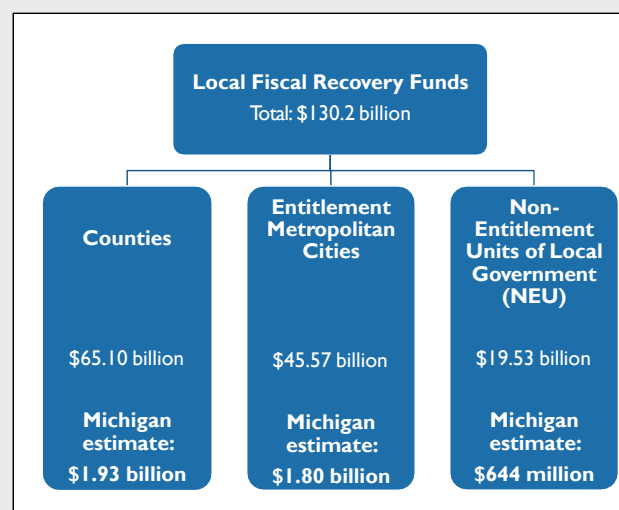 Local Fiscal Recovery Funds
Total: $130.2 billion
Counties
$65.10 billion
Michigan
estimate:
$1.93 billion
Entitlement
Metropolitan
Cities
$45.57 billion
Michigan
estimate:
$1.80 billion
Non-
Entitlement
Units of Local
Government
(NEU)
$19.53 billion
Michigan
estimate:
$644 million